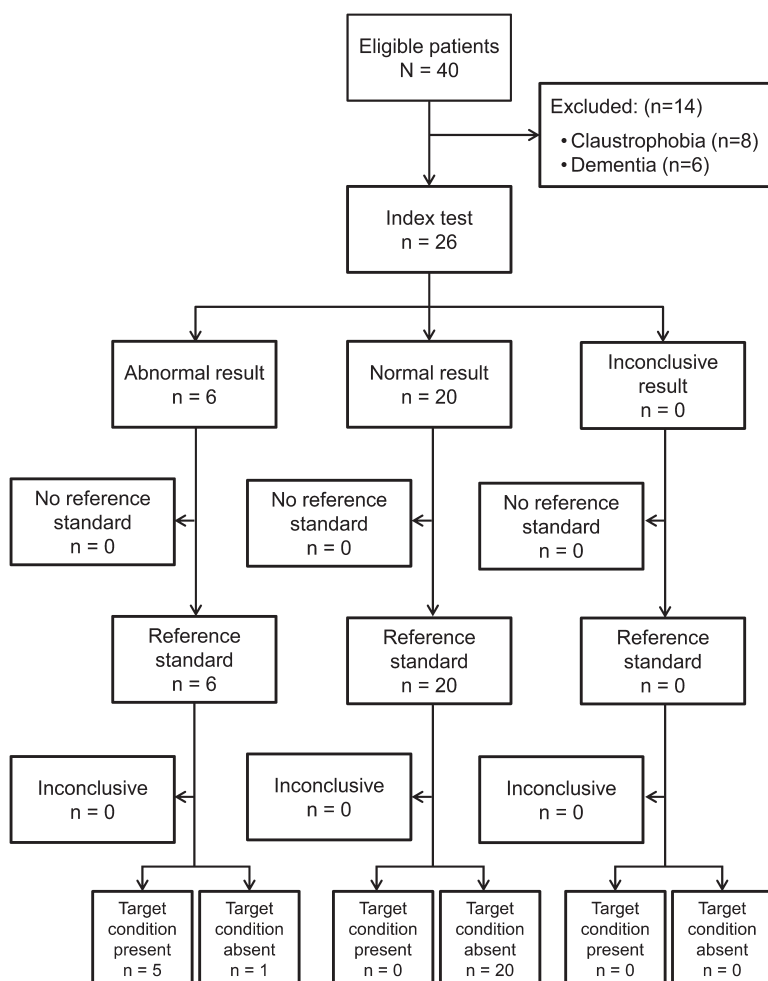 Eligible patients
N = 40
Excluded: (n=14)
• Claustrophobia (n=8)
• Dementia (n=6)
Index test
n = 26
Abnormal result
n = 6
Normal result
n = 20
Inconclusive
result
n = 0
No reference
standard
n = 0
No reference
standard
n = 0
No reference
standard
n = 0
Reference
standard
n = 6
Reference
standard
n = 20
Reference
standard
n = 0
Inconclusive
n = 0
Inconclusive
n = 0
Inconclusive
n = 0
Target
condition
present
n = 5
Target
condition
absent
n = 1
Target
condition
present
n = 0
Target
condition
absent
n = 20
Target
condition
present
n = 0
Target
condition
absent
n = 0